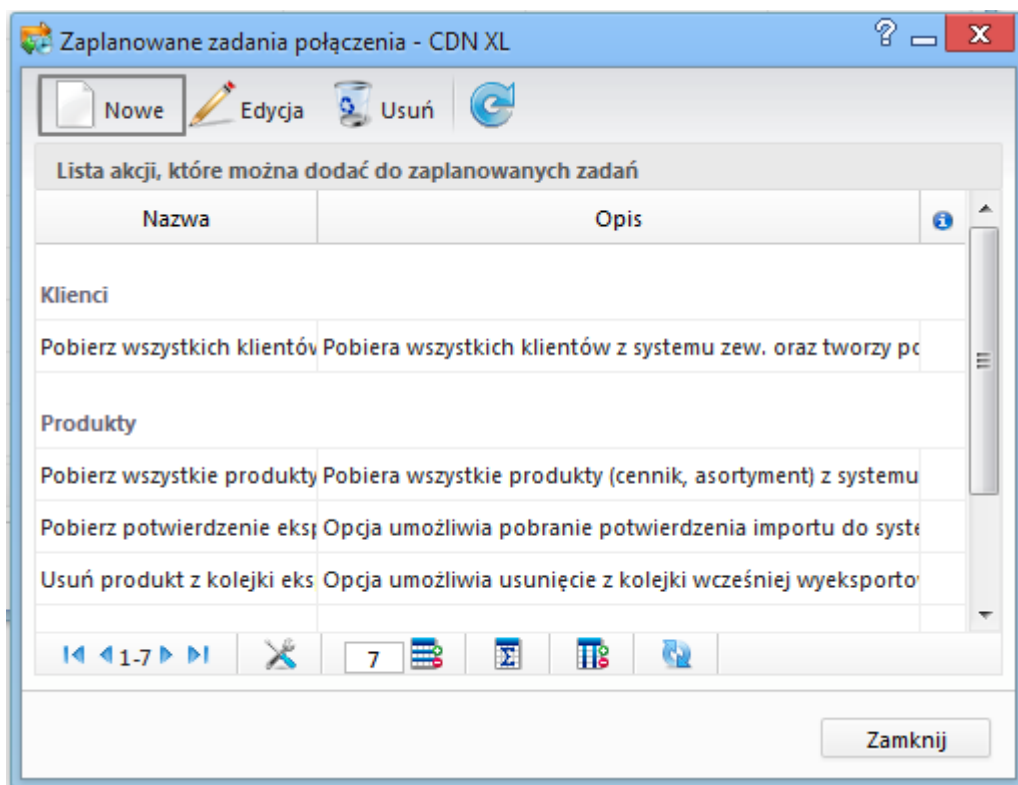 Zaplanowane zadania połączenia - CDN XL
Nowe Edycja Usuń
Lista akcji, które można dodać do zaplanowanych zadań
Nazwa Opis
Klienci
Pobierz wszystkich klientów Pobiera wszystkich klientów z systemu zew. oraz tworzy po
Produkty
Pobierz wszystkie produkty Pobiera wszystkie produkty (cennik, asortyment) z systemu
Pobierz potwierdzenie eksp Opcja umożliwia pobranie potwierdzenia importu do syste
Usuń produkt z kolejki eks Opcja umożliwia usunięcie z kolejki wcześniej wyeksporto
1-7 7
Zamknij